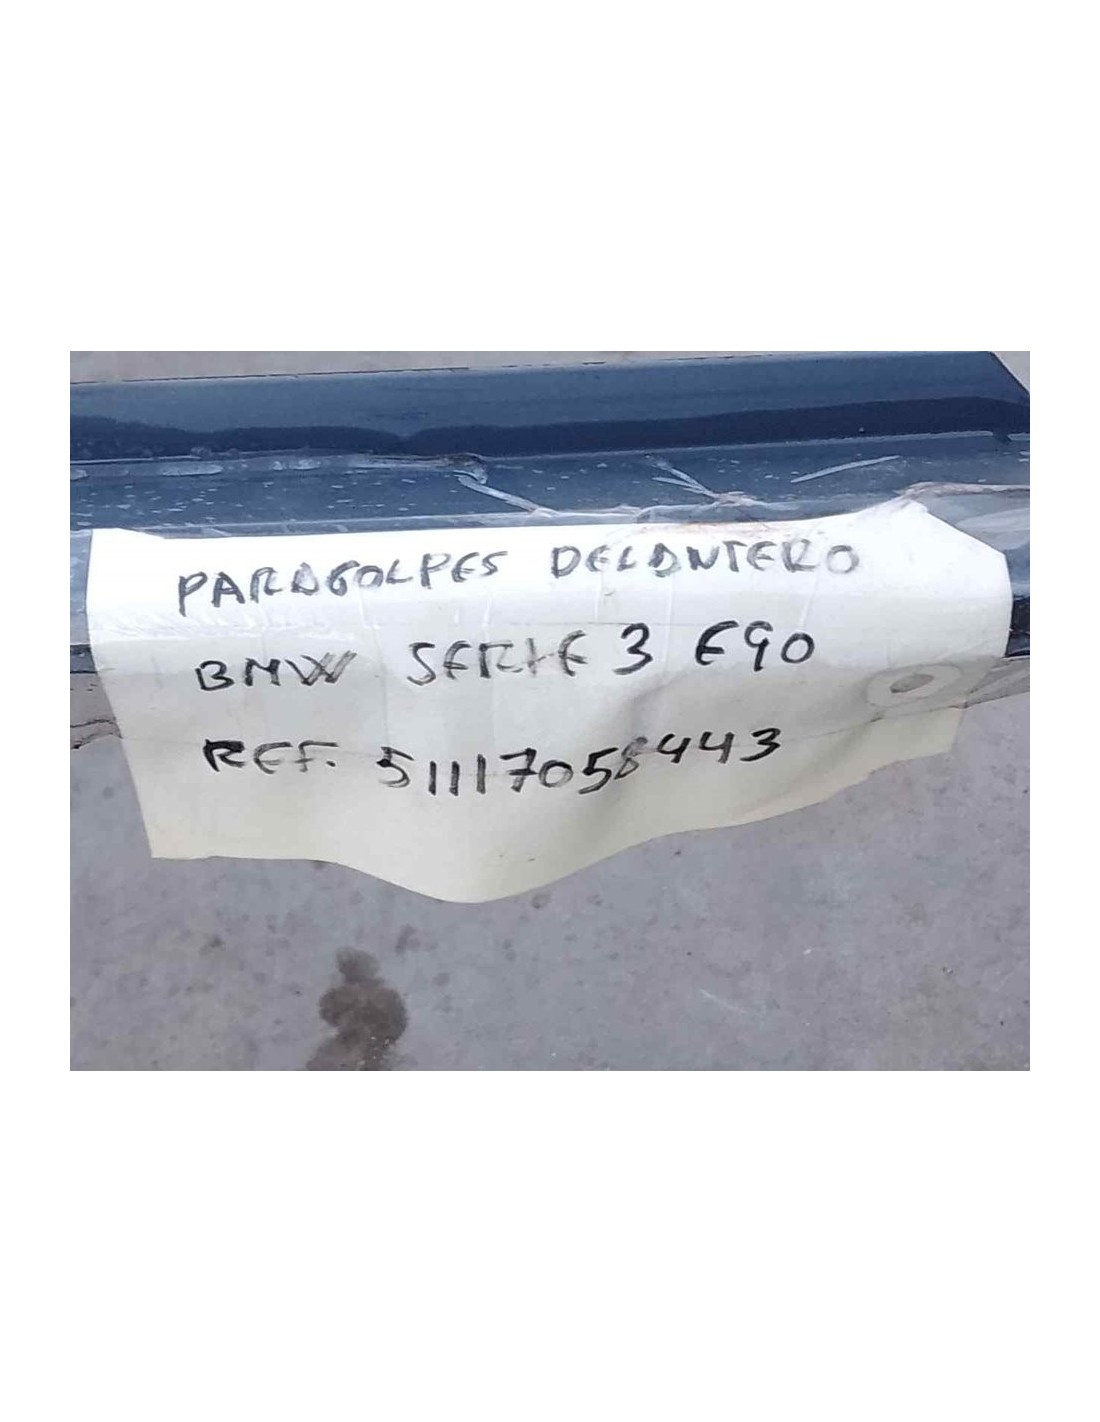 PARAGOLPES DELANTERO
BMW SERIE 3 E90
REF. 51117058443